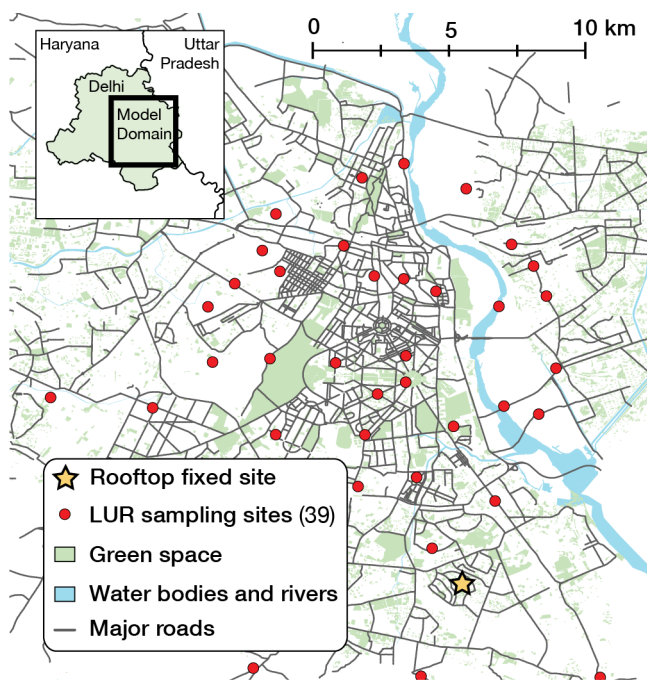 0 5 10 km
Haryana
Uttar
Pradesh
Delhi
Model
Domain
Rooftop fixed site
LUR sampling sites (39)
Green space
Water bodies and rivers
Major roads